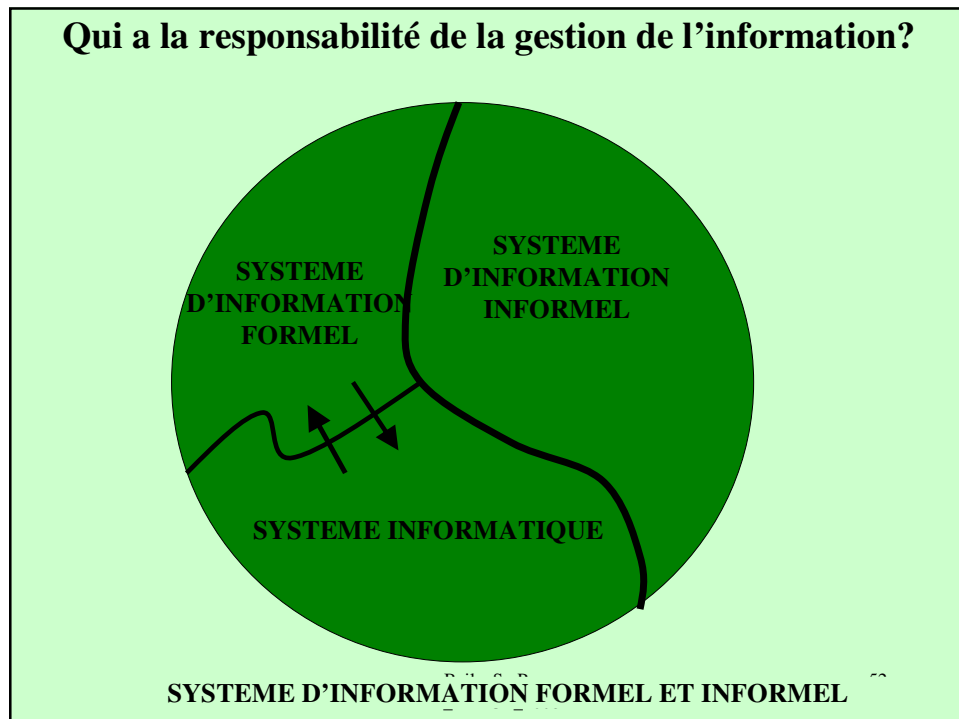 Qui a la responsabilité de la gestion de l’information?
SYSTEME
D’INFORMATION
FORMEL
SYSTEME
D’INFORMATION
INFORMEL
SYSTEME INFORMATIQUE
SYSTEME D’INFORMATION FORMEL ET INFORMEL